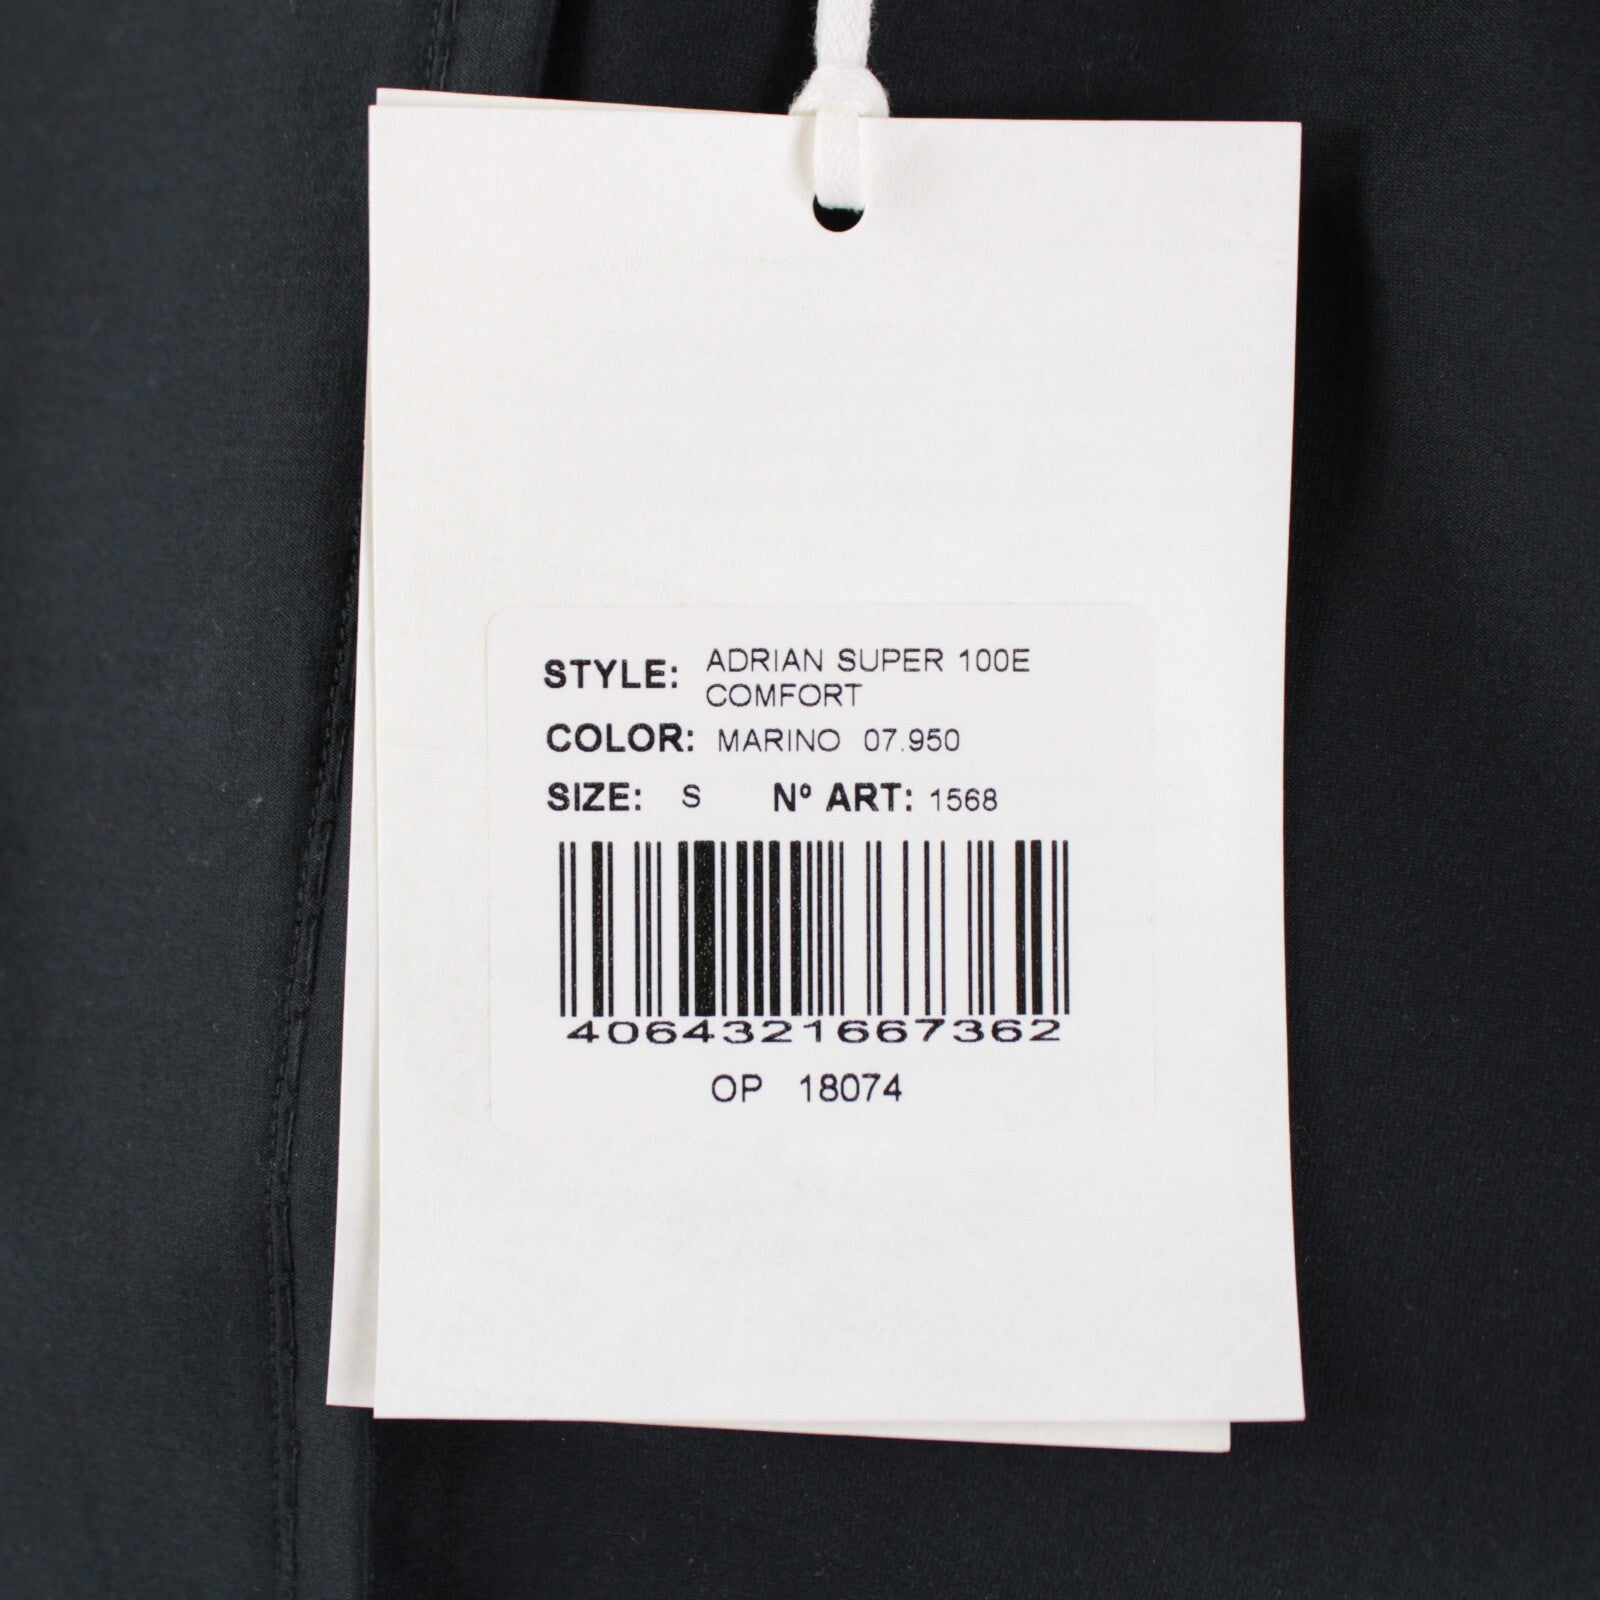 STYLE: ADRIAN SUPER 100E
COMFORT
COLOR: MARINO 07.950
SIZE: S Nº ART: 1568
4064321667362
OP 18074